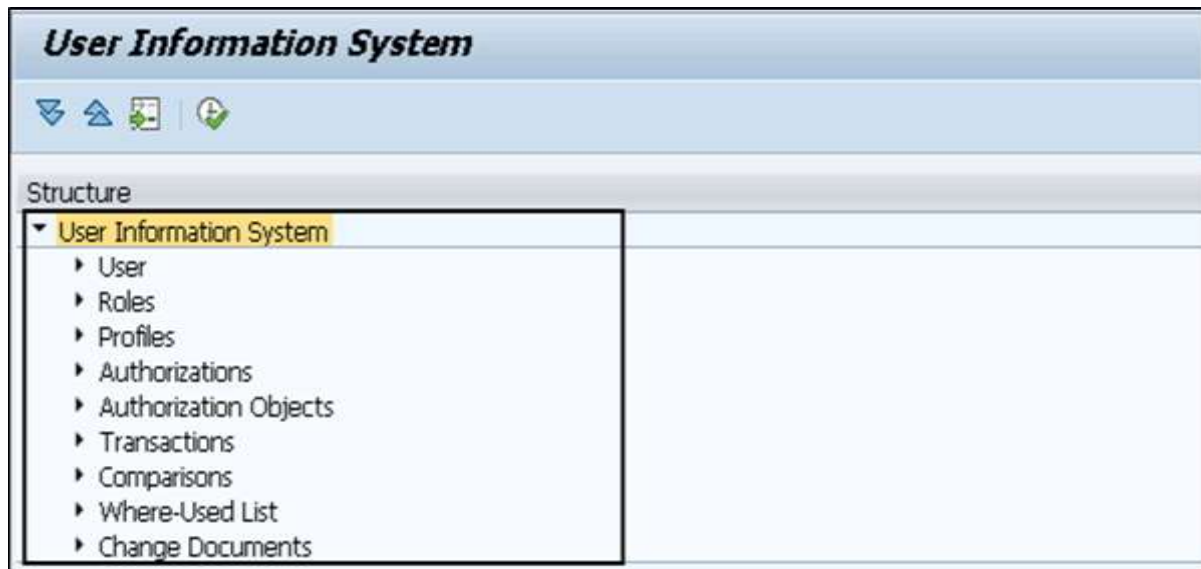 User Information System
Structure
User Information System
User
Roles
Profiles
Authorizations
Authorization Objects
Transactions
Comparisons
Where-Used List
Change Documents